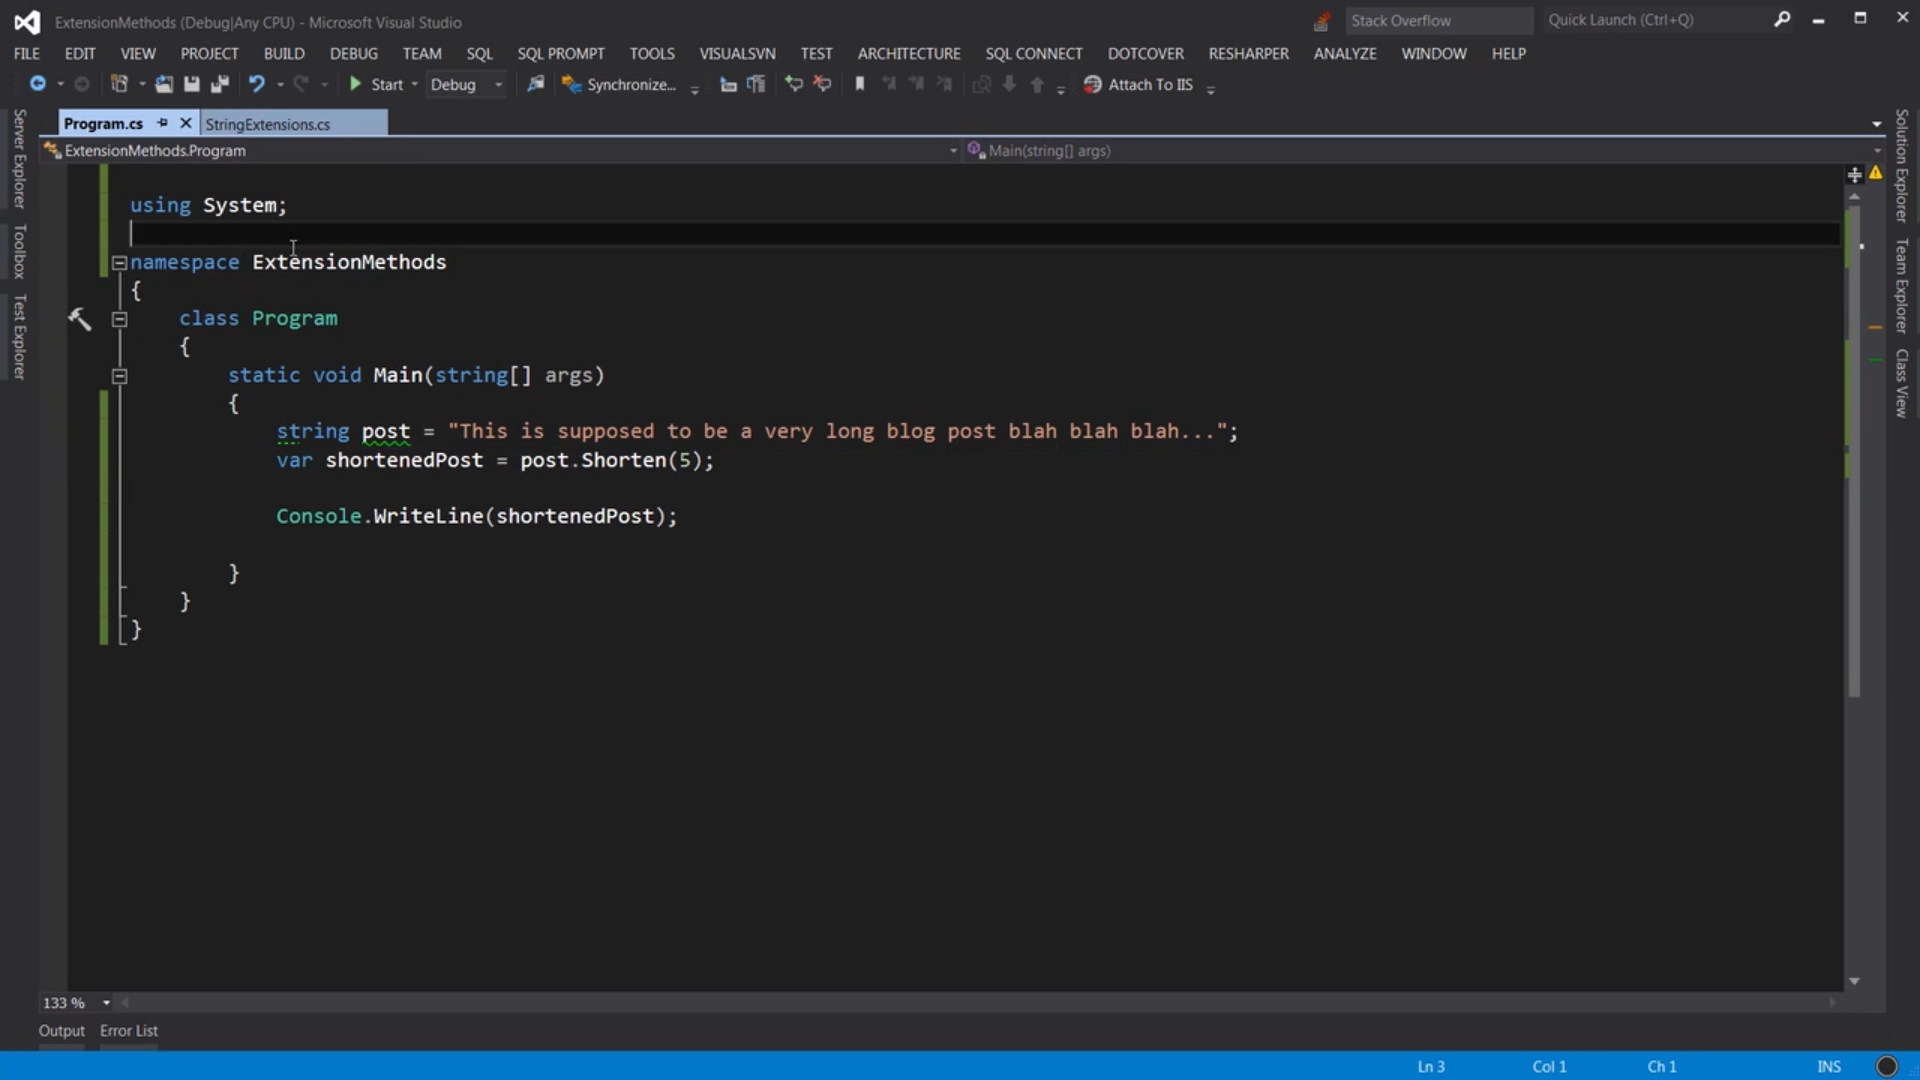 ExtensionMethods (Debug|Any CPU) - Microsoft Visual Studio
Stack Overflow
Quick Launch (Ctrl+Q)
FILE EDIT VIEW PROJECT BUILD DEBUG TEAM SQL SQL PROMPT TOOLS VISUALSVN TEST ARCHITECTURE SQL CONNECT DOTCOVER RESHARPER ANALYZE WINDOW HELP
Start Debug Synchronize... Attach To IIS
Program.cs StringExtensions.cs
ExtensionMethods.Program Main(string[] args)
Server Explorer
Toolbox
Test Explorer
using System;
namespace ExtensionMethods
{
class Program
{
static void Main(string[] args)
{
string post = "This is supposed to be a very long blog post blah blah blah...";
var shortenedPost = post.Shorten(5);
Console.WriteLine(shortenedPost);
}
}
}
Solution Explorer
Team Explorer
Class View
133 %
Output Error List
Ln 3 Col 1 Ch 1 INS